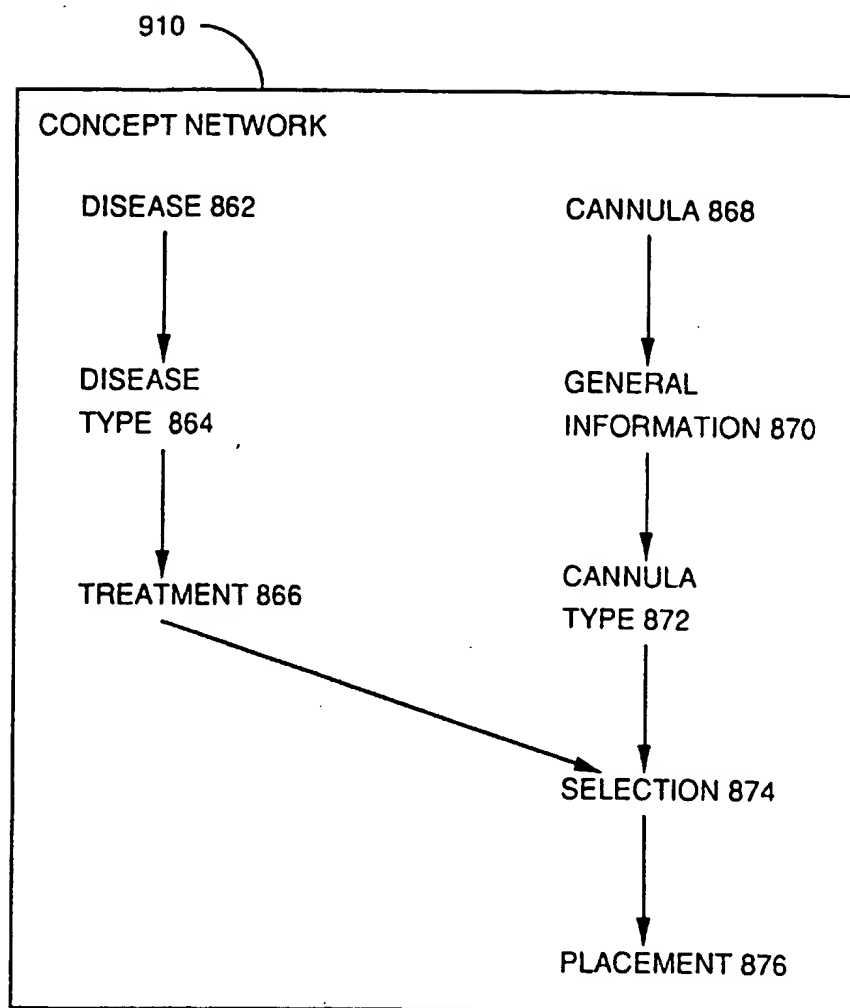 910
CONCEPT NETWORK
DISEASE 862
CANNULA 868
DISEASE
TYPE 864
GENERAL
INFORMATION 870
TREATMENT 866
CANNULA
TYPE 872
SELECTION 874
PLACEMENT 876